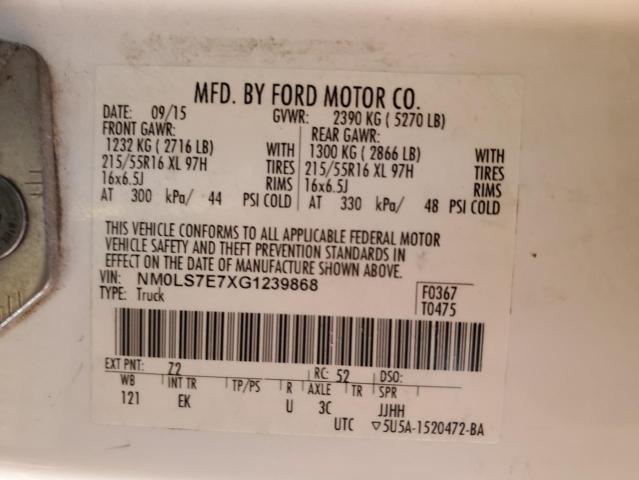 MFD. BY FORD MOTOR CO.
DATE: 09/15 GVWR: 2390 KG ( 5270 LB)
FRONT GAWR: REAR GAWR:
1232 KG ( 2716 LB) WITH 1300 KG ( 2866 LB) WITH
215/55R16 XL 97H TIRES 215/55R16 XL 97H TIRES
16x6.5J RIMS 16x6.5J RIMS
AT 300 kPa/ 44 PSI COLD AT 330 kPa/ 48 PSI COLD
THIS VEHICLE CONFORMS TO ALL APPLICABLE FEDERAL MOTOR
VEHICLE SAFETY AND THEFT PREVENTION STANDARDS IN
EFFECT ON THE DATE OF MANUFACTURE SHOWN ABOVE.
VIN: NM0LS7E7XG1239868 F0367
TYPE: Truck T0475
EXT PNT: Z2 RC: 52 DSO:
WB INT TR TP/PS R AXLE TR SPR
121 EK U 3C JJHH
UTC ▽5U5A-1520472-BA